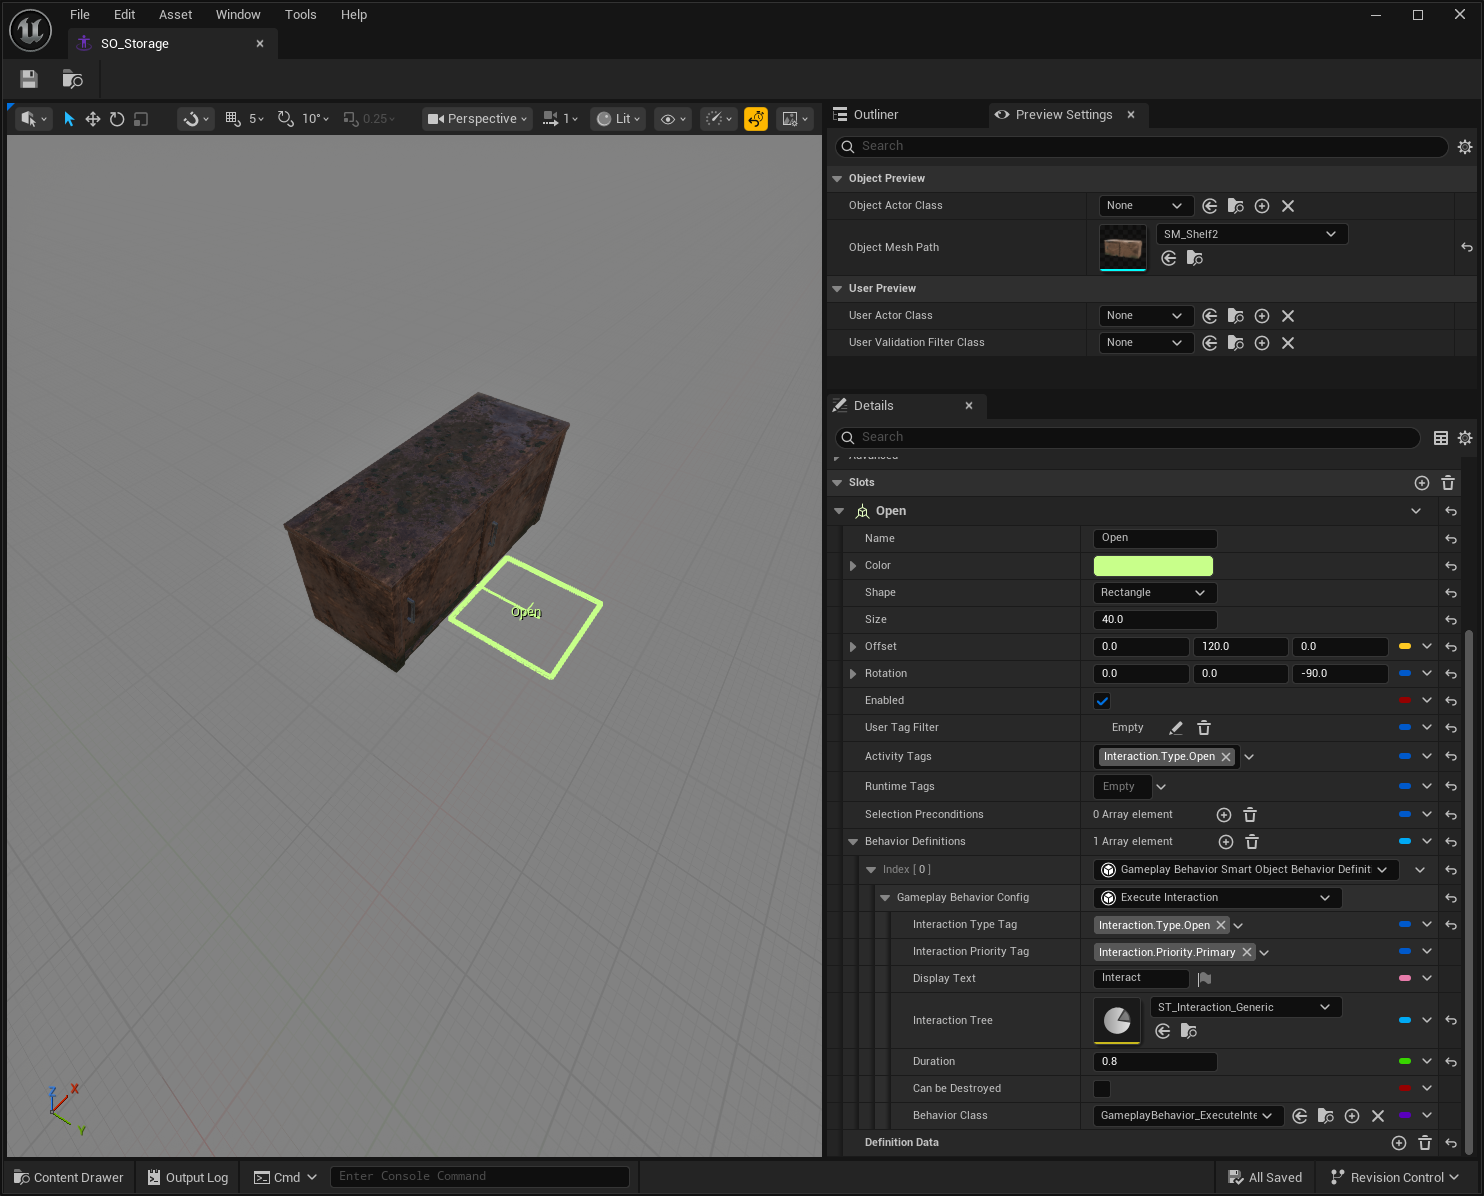 File Edit Asset Window Tools Help
SO_Storage
5 10° 0.25 Perspective 1 Lit
Open
Z X Y
Outliner Preview Settings
Search
Object Preview
Object Actor Class None
Object Mesh Path SM_Shelf2
User Preview
User Actor Class None
User Validation Filter Class None
Details
Search
Advanced
Slots
Open
Name Open
Color
Shape Rectangle
Size 40.0
Offset 0.0 120.0 0.0
Rotation 0.0 0.0 -90.0
Enabled
User Tag Filter Empty
Activity Tags Interaction.Type.Open
Runtime Tags Empty
Selection Preconditions 0 Array element
Behavior Definitions 1 Array element
Index [ 0 ] Gameplay Behavior Smart Object Behavior Definit
Gameplay Behavior Config Execute Interaction
Interaction Type Tag Interaction.Type.Open
Interaction Priority Tag Interaction.Priority.Primary
Display Text Interact
Interaction Tree ST_Interaction_Generic
Duration 0.8
Can be Destroyed
Behavior Class GameplayBehavior_ExecuteInte
Definition Data
Content Drawer Output Log Cmd Enter Console Command All Saved Revision Control